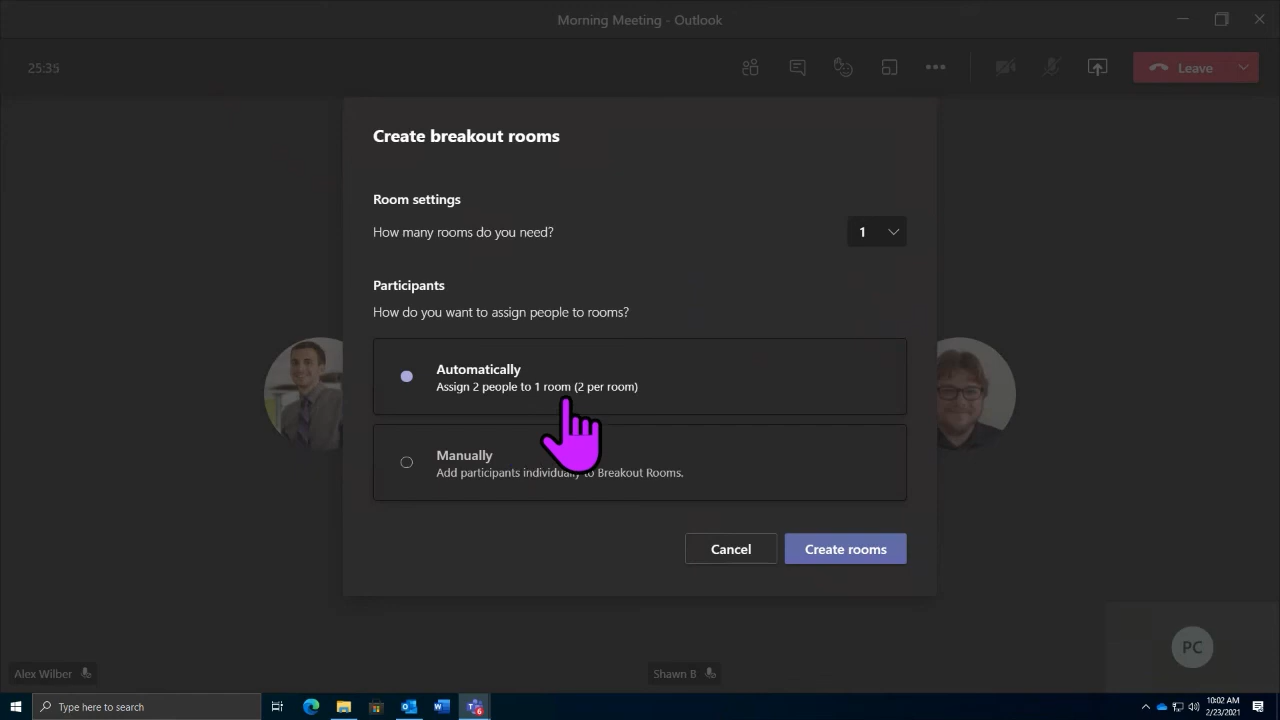 Morning Meeting - Outlook
25:35
Leave
Create breakout rooms
Room settings
How many rooms do you need?
1
Participants
How do you want to assign people to rooms?
Automatically
Assign 2 people to 1 room (2 per room)
Manually
Add participants individually to Breakout Rooms.
Cancel
Create rooms
PC
Alex Wilber
Shawn B
Type here to search
6
10:02 AM
2/23/2021